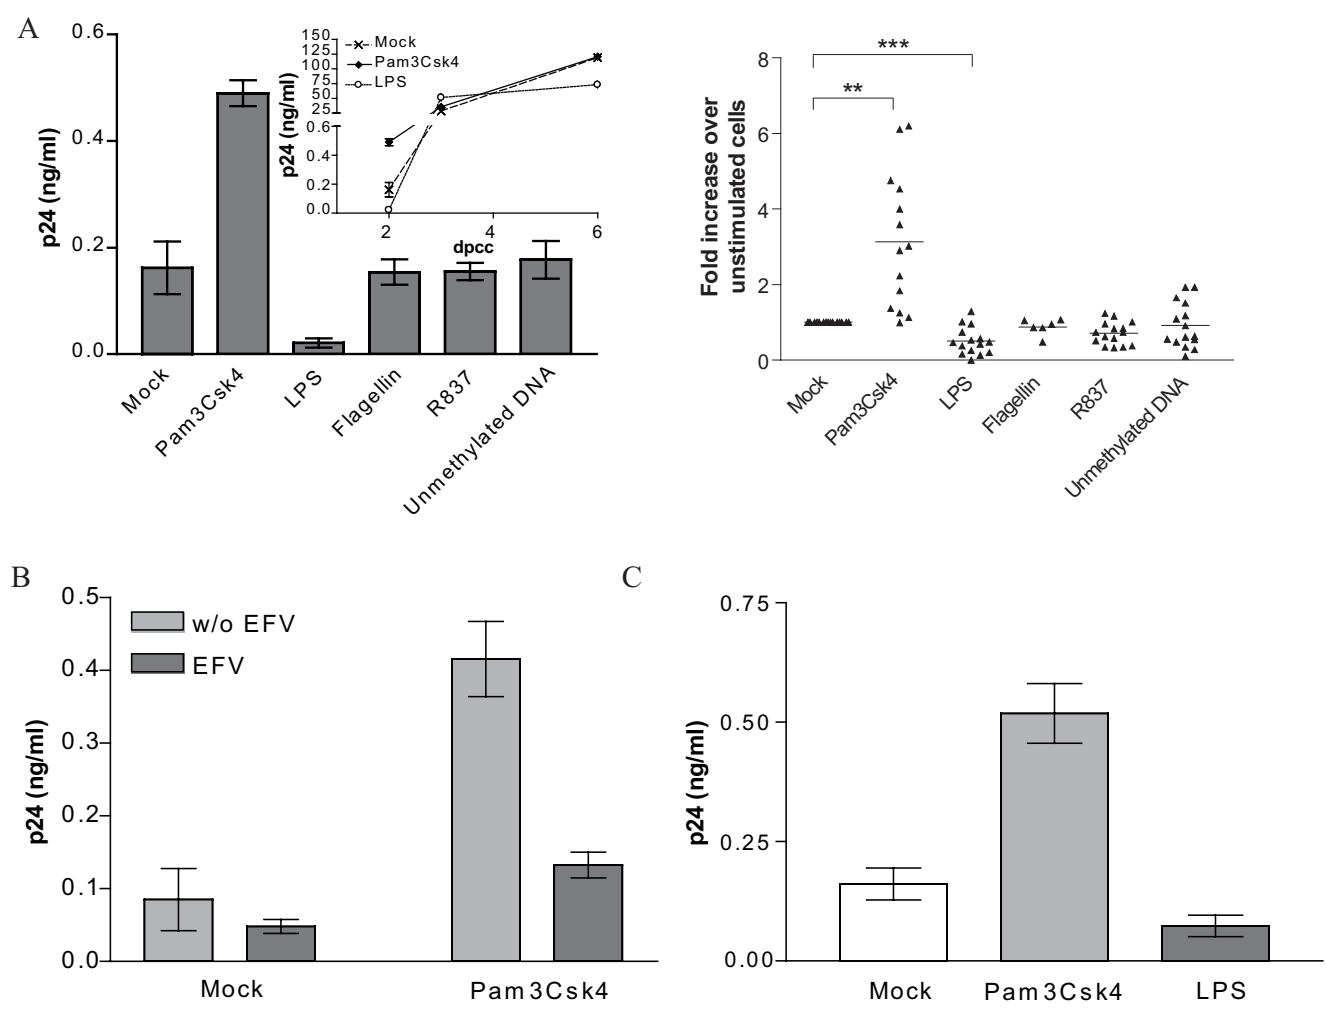 A
0.6
0.4
0.2
0.0
p24 (ng/ml)
Mock
Pam3Csk4
LPS
Flagellin
R837
Unmethylated DNA
150
125
100
75
50
25
0.6
0.4
0.2
0.0
p24 (ng/ml)
Mock
Pam3Csk4
LPS
2
4
6
dpcc
8
6
4
2
0
Fold increase over
unstimulated cells
***
**
Mock
Pam3Csk4
LPS
Flagellin
R837
Unmethylated DNA
B
0.5
0.4
0.3
0.2
0.1
0.0
p24 (ng/ml)
w/o EFV
EFV
Mock
Pam3Csk4
C
0.75
0.50
0.25
0.00
p24 (ng/ml)
Mock
Pam3Csk4
LPS